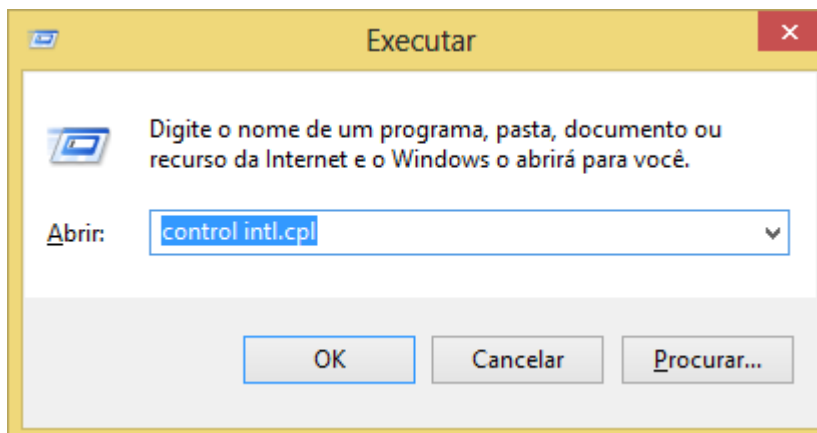 Executar
Digite o nome de um programa, pasta, documento ou
recurso da Internet e o Windows o abrirá para você.
Abrir:
control intl.cpl
OK
Cancelar
Procurar...